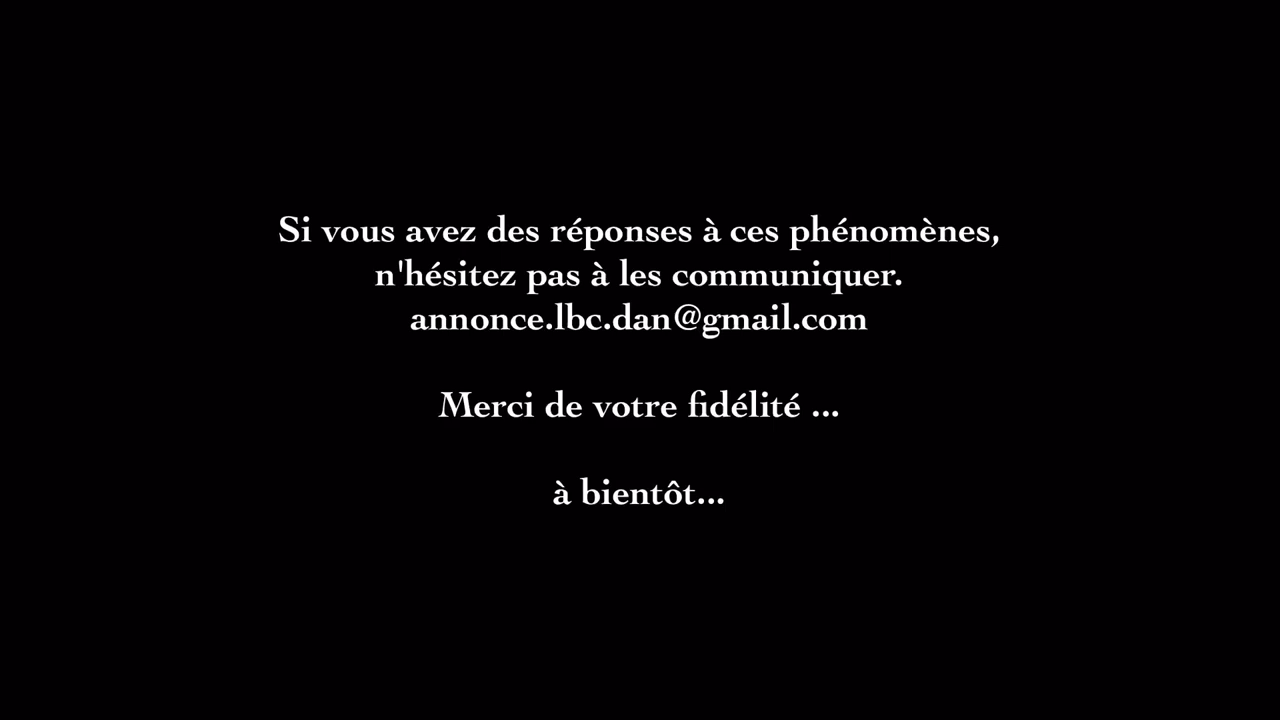 Si vous avez des réponses à ces phénomènes,
n'hésitez pas à les communiquer.
annonce.lbc.dan@gmail.com
Merci de votre fidélité ...
à bientôt...